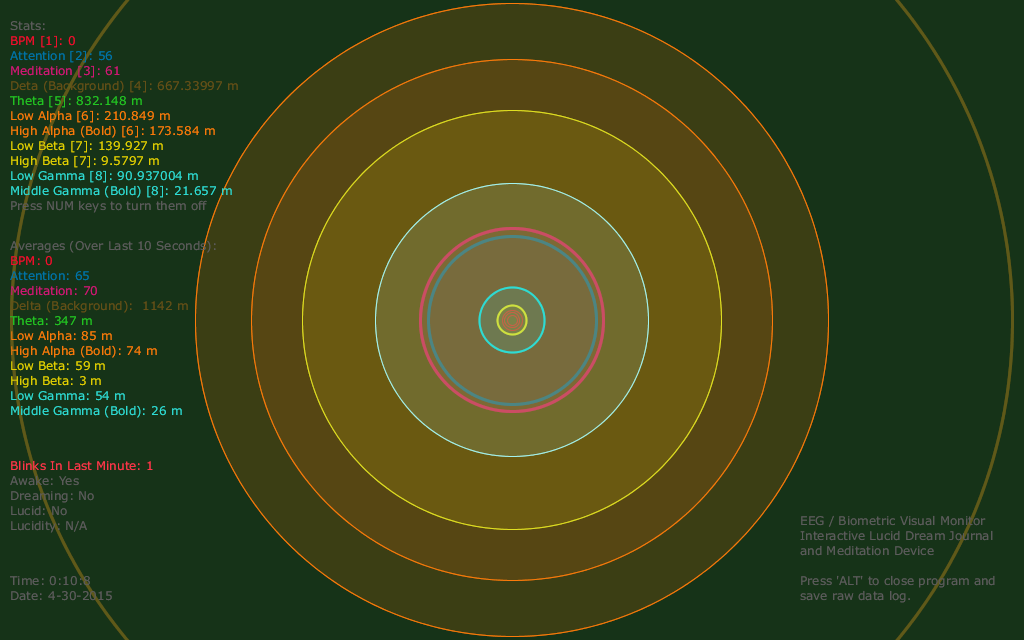 Stats:
BPM [1]: 0
Attention [2]: 56
Meditation [3]: 61
Deta (Background) [4]: 667.33997 m
Theta [5]: 832.148 m
Low Alpha [6]: 210.849 m
High Alpha (Bold) [6]: 173.584 m
Low Beta [7]: 139.927 m
High Beta [7]: 9.5797 m
Low Gamma [8]: 90.937004 m
Middle Gamma (Bold) [8]: 21.657 m
Press NUM keys to turn them off
Averages (Over Last 10 Seconds):
BPM: 0
Attention: 65
Meditation: 70
Delta (Background):  1142 m
Theta: 347 m
Low Alpha: 85 m
High Alpha (Bold): 74 m
Low Beta: 59 m
High Beta: 3 m
Low Gamma: 54 m
Middle Gamma (Bold): 26 m
Blinks In Last Minute: 1
Awake: Yes
Dreaming: No
Lucid: No
Lucidity: N/A
Time: 0:10:8
Date: 4-30-2015
EEG / Biometric Visual Monitor
Interactive Lucid Dream Journal
and Meditation Device
Press 'ALT' to close program and
save raw data log.